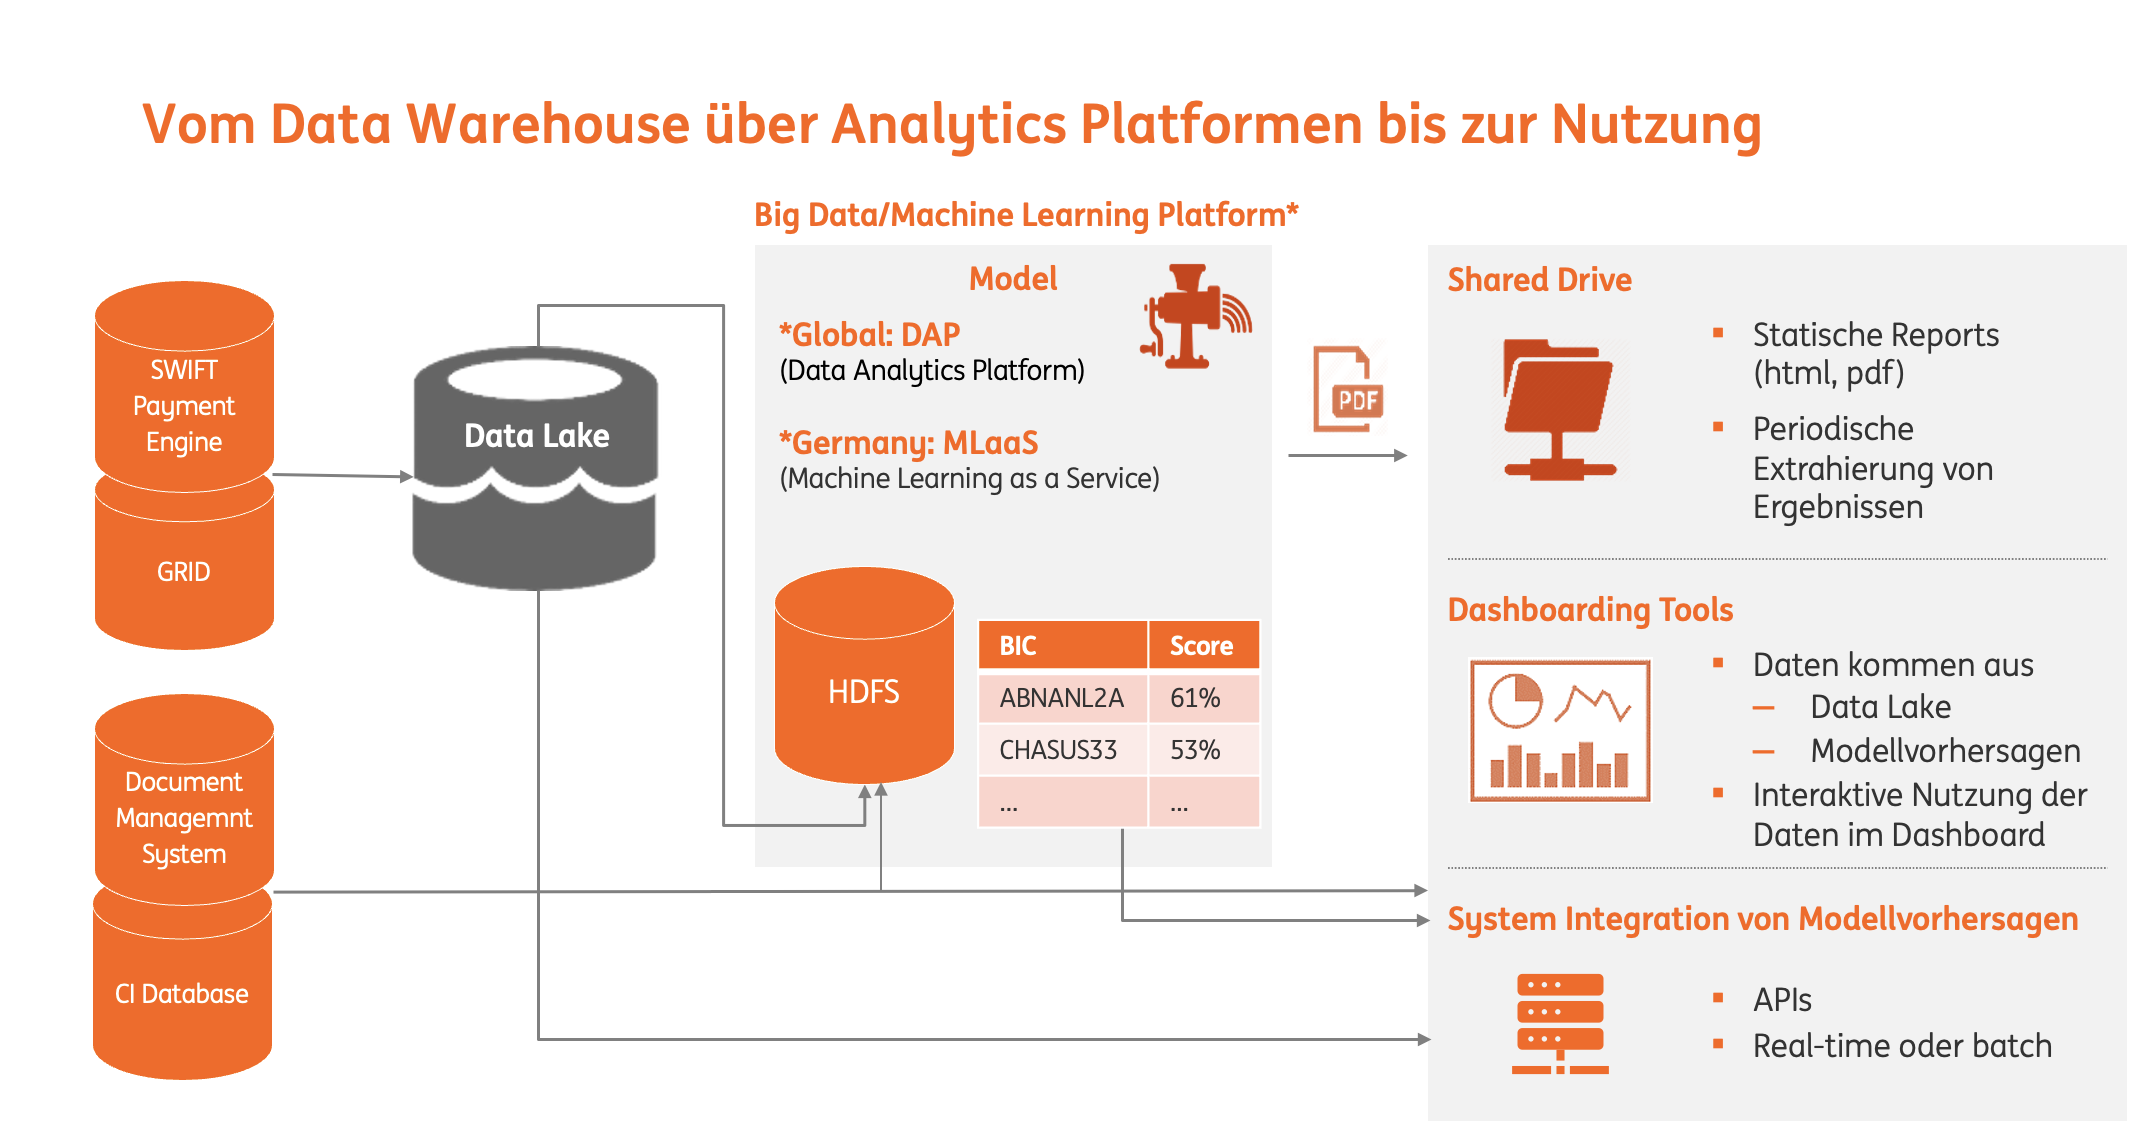 Vom Data Warehouse über Analytics Platformen bis zur Nutzung
SWIFT
Payment
Engine
GRID
Document
Managemnt
System
CI Database
Data Lake
Big Data/Machine Learning Platform*
Model
*Global: DAP
(Data Analytics Platform)
*Germany: MLaaS
(Machine Learning as a Service)
HDFS
BIC Score
ABNANL2A 61%
CHASUS33 53%
... ...
PDF
Shared Drive
Statische Reports
(html, pdf)
Periodische
Extrahierung von
Ergebnissen
Dashboarding Tools
Daten kommen aus
– Data Lake
– Modellvorhersagen
Interaktive Nutzung der
Daten im Dashboard
System Integration von Modellvorhersagen
APIs
Real-time oder batch